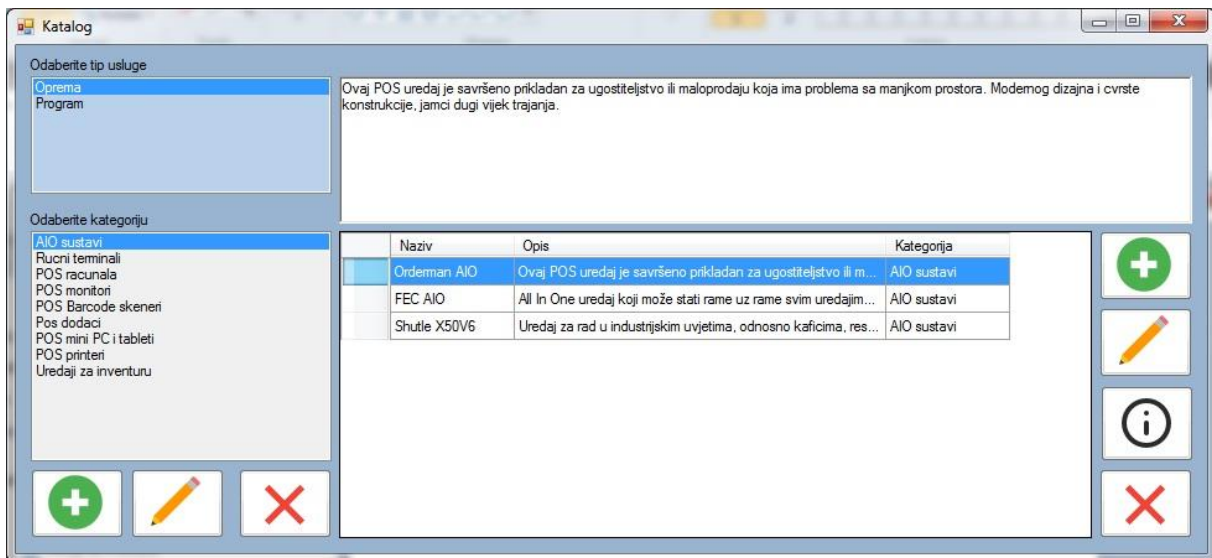 Katalog
Odaberite tip usluge
Oprema
Program
Ovaj POS uredaj je savršeno prikladan za ugostiteljstvo ili maloprodaju koja ima problema sa manjkom prostora. Modernog dizajna i cvrste
konstrukcije, jamci dugi vijek trajanja.
Odaberite kategoriju
AIO sustavi
Rucni terminali
POS racunala
POS monitori
POS Barcode skeneri
Pos dodaci
POS mini PC i tableti
POS printeri
Uredaji za inventuru
Naziv Opis Kategorija
Orderman AIO Ovaj POS uredaj je savršeno prikladan za ugostiteljstvo ili m... AIO sustavi
FEC AIO All In One uredaj koji može stati rame uz rame svim uredajim... AIO sustavi
Shutle X50V6 Uredaj za rad u industrijskim uvjetima, odnosno kaficima, res... AIO sustavi